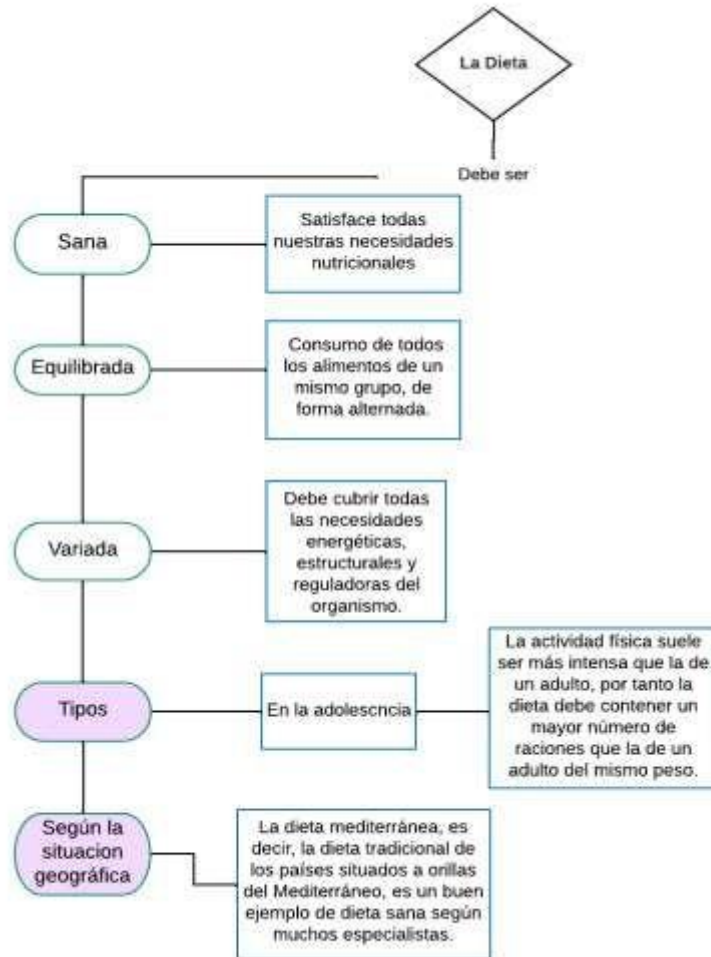 La Dieta
Debe ser
Sana
Satisface todas
nuestras necesidades
nutricionales
Equilibrada
Consumo de todos
los alimentos de un
mismo grupo, de
forma alternada.
Variada
Debe cubrir todas
las necesidades
energéticas,
estructurales y
reguladoras del
organismo.
Tipos
En la adolescncia
La actividad física suele
ser más intensa que la de
un adulto, por tanto la
dieta debe contener un
mayor número de
raciones que la de un
adulto del mismo peso.
Según la
situacion
geográfica
La dieta mediterránea, es
decir, la dieta tradicional de
los países situados a orillas
del Mediterráneo, es un buen
ejemplo de dieta sana según
muchos especialistas.